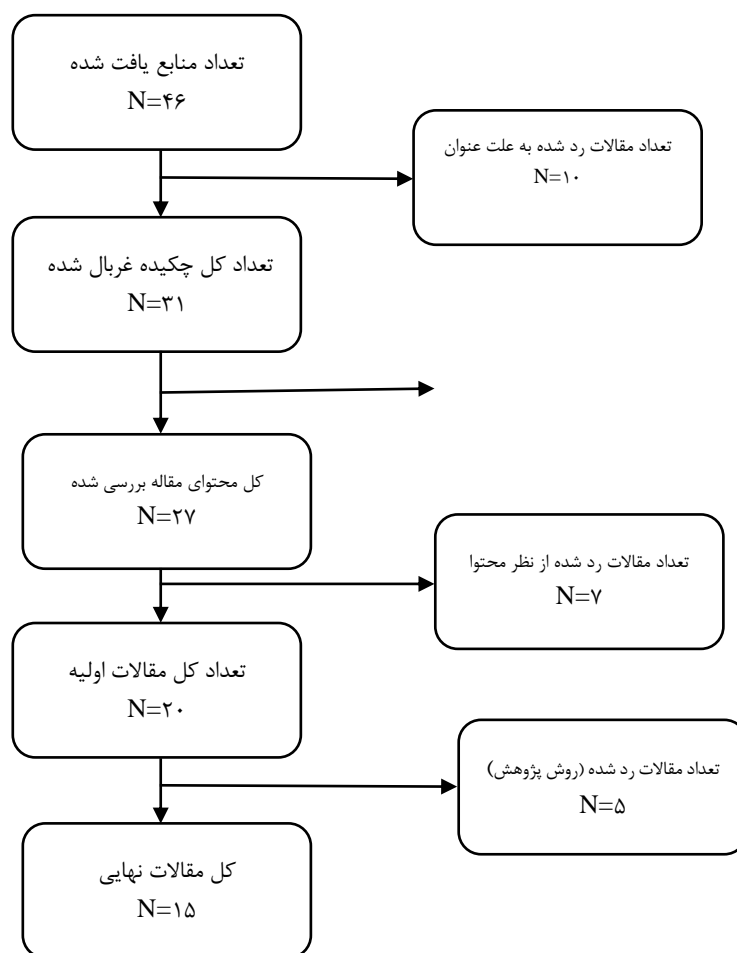 تعداد منابع یافت شده
N=۴۶
تعداد مقالات رد شده به علت عنوان
N=۱۰
تعداد کل چکیده غربال شده
N=۳۱
کل محتوای مقاله بررسی شده
N=۲۷
تعداد مقالات رد شده از نظر محتوا
N=۷
تعداد کل مقالات اولیه
N=۲۰
تعداد مقالات رد شده (روش پژوهش)
N=۵
کل مقالات نهایی
N=۱۵